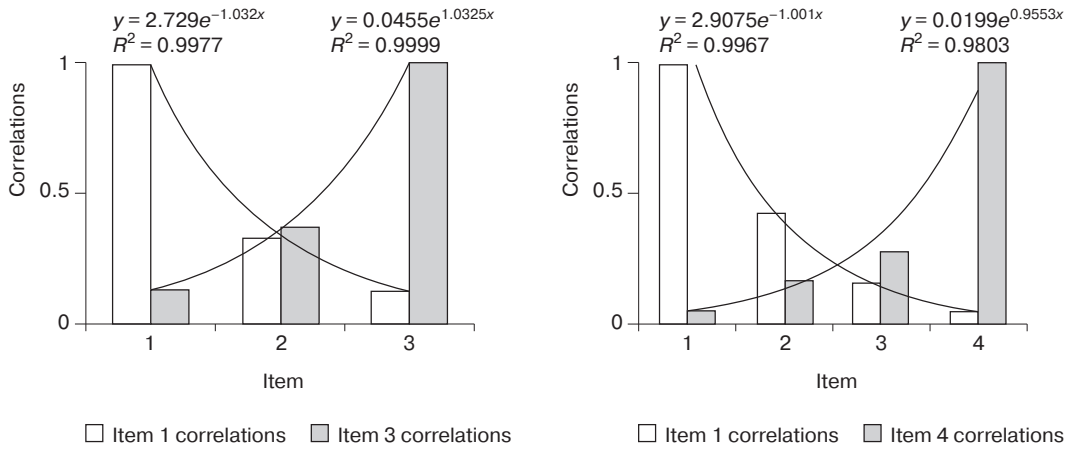 y = 2.729e^−1.032x
R² = 0.9977
y = 0.0455e^1.0325x
R² = 0.9999
Correlations
1
0.5
0
1 2 3
Item
Item 1 correlations Item 3 correlations
y = 2.9075e^−1.001x
R² = 0.9967
y = 0.0199e^0.9553x
R² = 0.9803
Correlations
1
0.5
0
1 2 3 4
Item
Item 1 correlations Item 4 correlations